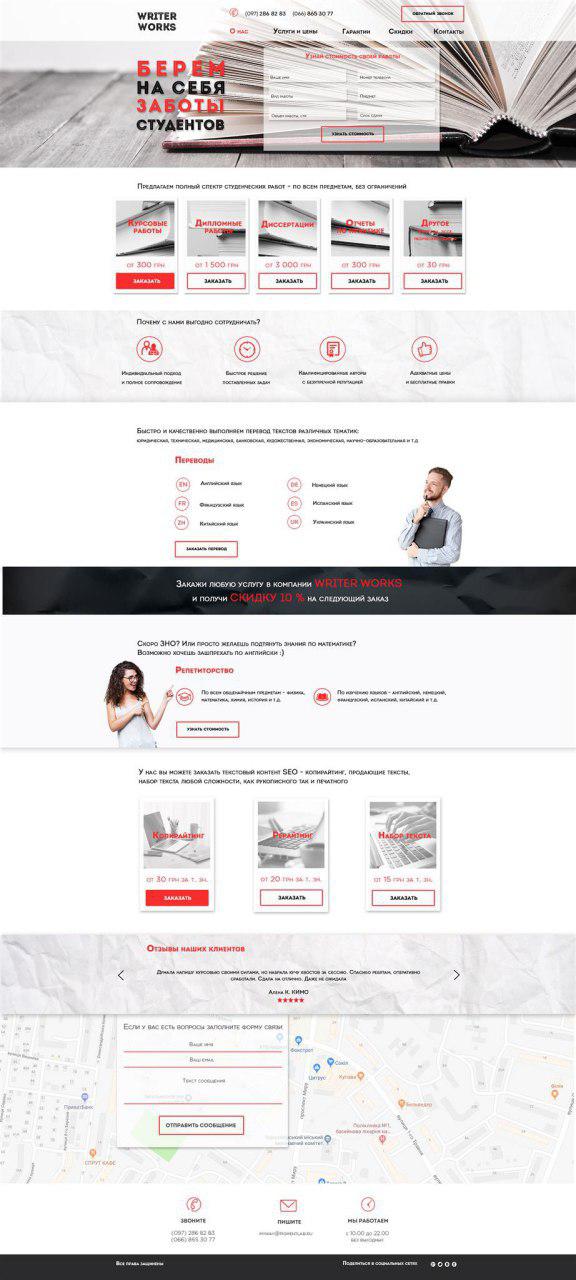 WRITER
WORKS
(097) 286 82 83 (066) 865 30 77
ОБРАТНЫЙ ЗВОНОК
О нас Услуги и цены Гарантии Скидки Контакты
БЕРЕМ
НА СЕБЯ
ЗАБОТЫ
СТУДЕНТОВ
Узнай стоимость своей работы
Ваше имя Номер телефона
Вид работы Предмет
Объем работы, стр Срок сдачи
УЗНАТЬ СТОИМОСТЬ
Предлагаем полный спектр студенческих работ - по всем предметам, без ограничений
Курсовые
работы
от 300 грн
ЗАКАЗАТЬ
Дипломные
работы
от 1 500 грн
ЗАКАЗАТЬ
Диссертации
от 3 000 грн
ЗАКАЗАТЬ
Отчеты
по практике
от 300 грн
ЗАКАЗАТЬ
Другое
от 30 грн
ЗАКАЗАТЬ
Почему с нами выгодно сотрудничать?
Индивидуальный подход
и полное сопровождение
Быстрое решение
поставленных задач
Квалифицированные авторы
с безупречной репутацией
Адекватные цены
и бесплатные правки
Быстро и качественно выполняем перевод текстов различных тематик:
юридическая, техническая, медицинская, банковская, художественная, экономическая, научно-образовательная и т.д
Переводы
EN Английский язык DE Немецкий язык
FR Французский язык ES Испанский язык
ZH Китайский язык UK Украинский язык
ЗАКАЗАТЬ ПЕРЕВОД
Закажи любую услугу в компании WRITER WORKS
и получи СКИДКУ 10 % на следующий заказ
Скоро ЗНО? Или просто желаешь подтянуть знания по математике?
Возможно хочешь зашпрехать по английски :)
Репетиторство
По всем общенаучным предметам - физика,
математика, химия, история и т.д.
По изучению языков - английский, немецкий,
французский, испанский, китайский и т.д.
УЗНАТЬ СТОИМОСТЬ
У нас вы можете заказать текстовый контент SEO - копирайтинг, продающие тексты,
набор текста любой сложности, как рукописного так и печатного
Копирайтинг
от 30 грн за т. зн.
ЗАКАЗАТЬ
Рерайтинг
от 20 грн за т. зн.
ЗАКАЗАТЬ
Набор текста
от 15 грн за т. зн.
ЗАКАЗАТЬ
Отзывы наших клиентов
Думала напишу курсовую своими силами, но набрала кучу хвостов за сессию. Спасибо ребятам, оперативно
сработали. Сдала на отлично. Даже не ожидала
Алена К. КИМО
Если у вас есть вопросы заполните форму связи
Ваше имя
Ваш email
Текст сообщения
ОТПРАВИТЬ СООБЩЕНИЕ
ПриватБанк
СПРУТ КАФЕ
Фокстрот
Сокіл
Цитрус
Купава
Бельведер
Білла
Поліклініка №1,
ЗВОНИТЕ
(097) 286 82 83
(066) 865 30 77
ПИШИТЕ
МЫ РАБОТАЕМ
с 10:00 до 22:00
без выходных
Все права защищены
Поделиться в социальных сетях